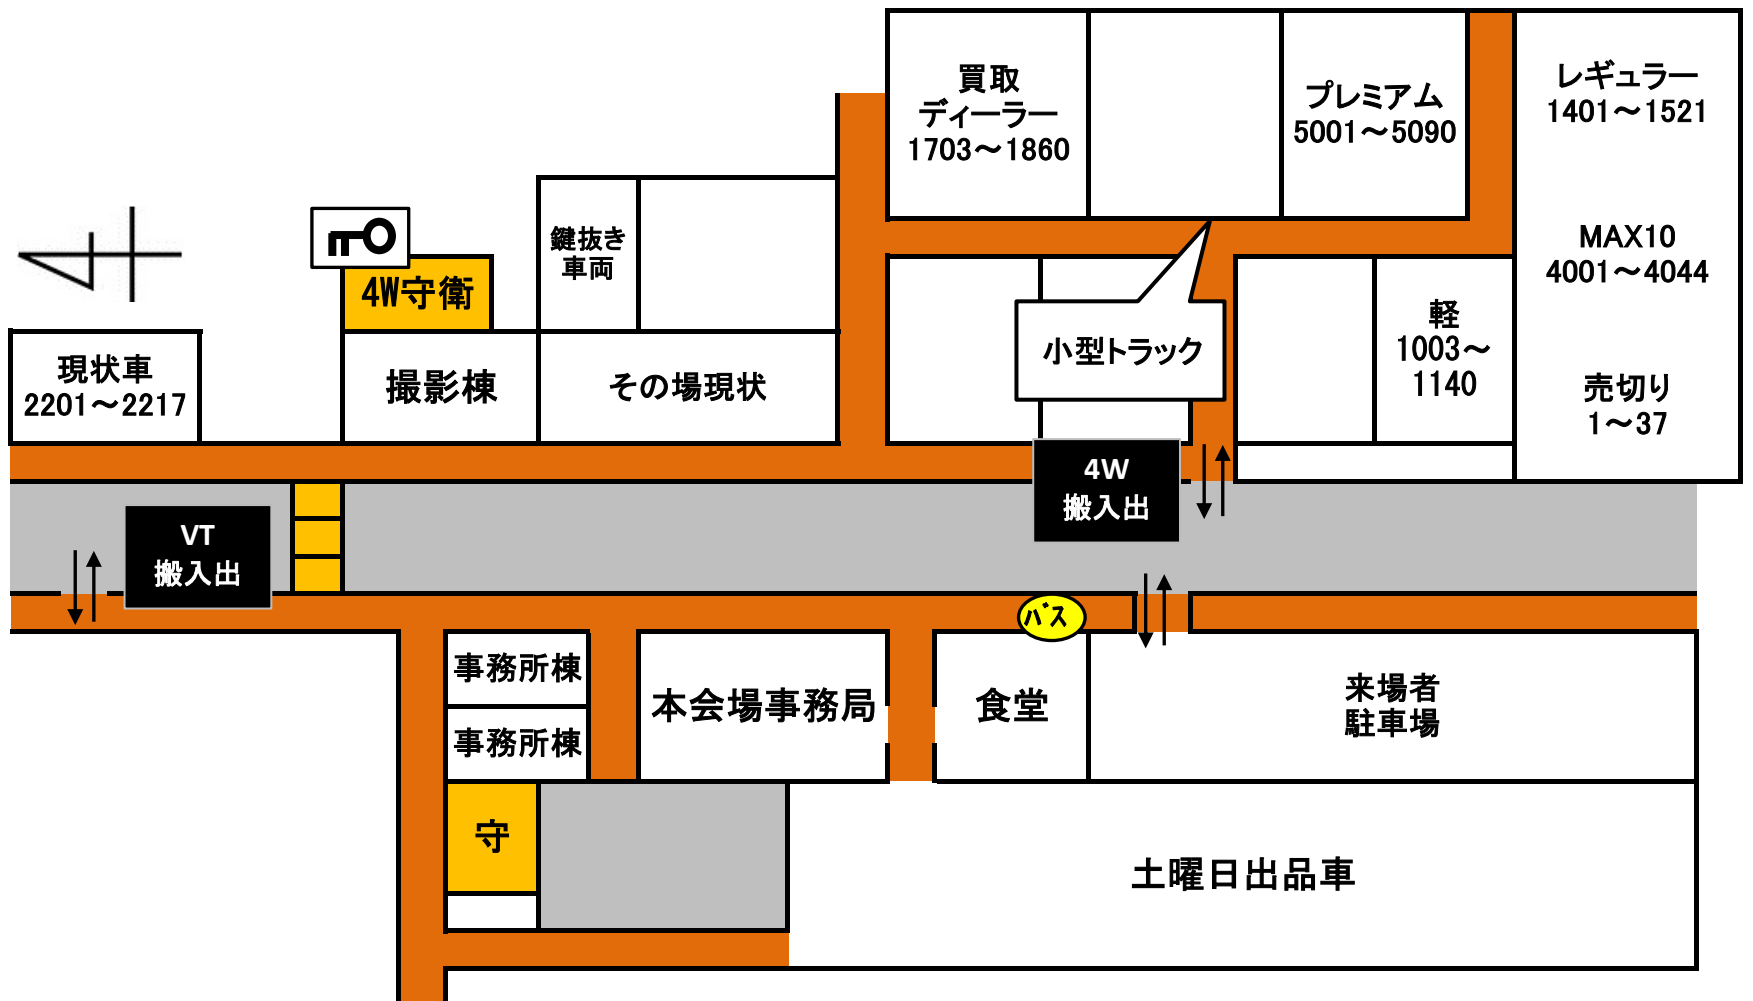 買取
ディーラー
1703～1860
プレミアム
5001～5090
レギュラー
1401～1521
MAX10
4001～4044
売切り
1～37
鍵抜き
車両
4W守衛
現状車
2201～2217
撮影棟
その場現状
小型トラック
軽
1003～
1140
4W
搬入出
VT
搬入出
バス
事務所棟
事務所棟
本会場事務局
食堂
来場者
駐車場
守
土曜日出品車